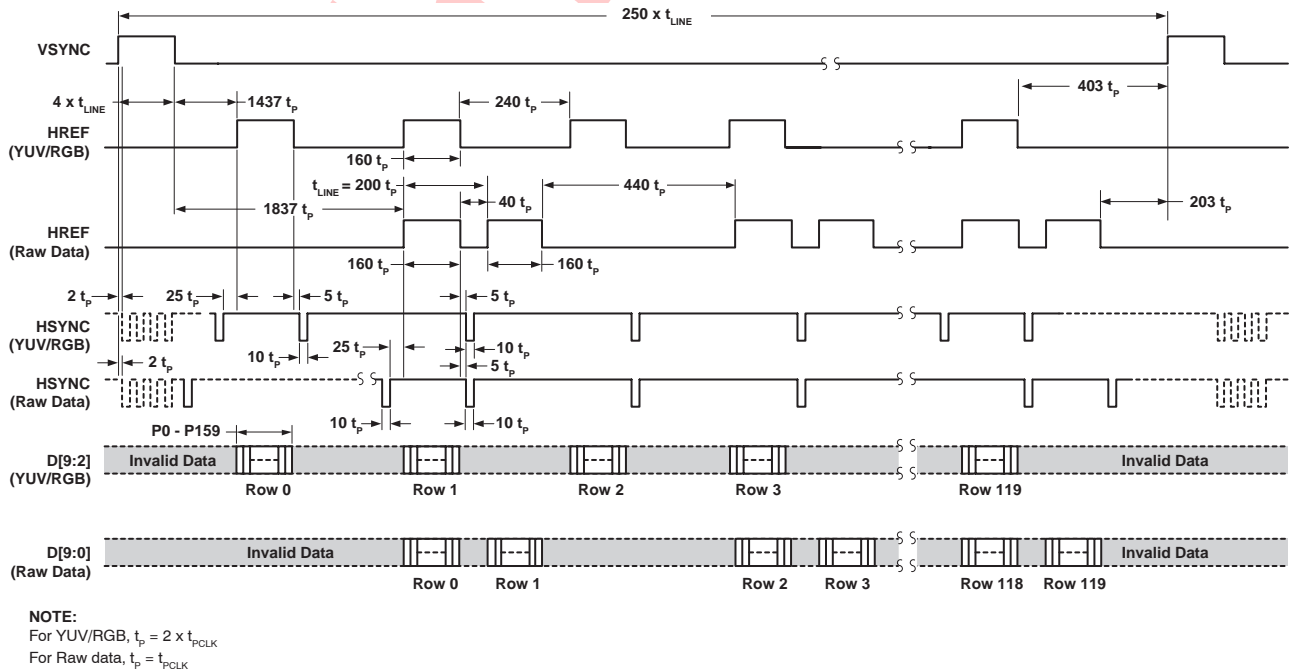 250 x tLINE
VSYNC
4 x tLINE
1437 tP
240 tP
403 tP
HREF
(YUV/RGB)
160 tP
tLINE = 200 tP
440 tP
1837 tP
40 tP
203 tP
HREF
(Raw Data)
160 tP
160 tP
2 tP
25 tP
5 tP
5 tP
HSYNC
(YUV/RGB)
10 tP
25 tP
10 tP
2 tP
5 tP
HSYNC
(Raw Data)
10 tP
10 tP
P0 - P159
D[9:2]
(YUV/RGB)
Invalid Data
Invalid Data
Row 0
Row 1
Row 2
Row 3
Row 119
D[9:0]
(Raw Data)
Invalid Data
Invalid Data
Row 0
Row 1
Row 2
Row 3
Row 118
Row 119
NOTE:
For YUV/RGB, tP = 2 x tPCLK
For Raw data, tP = tPCLK